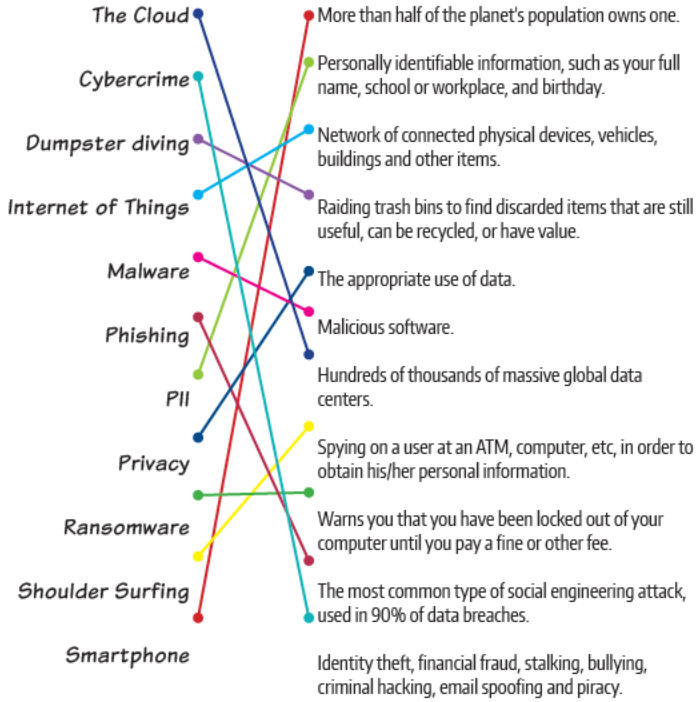 The Cloud
Cybercrime
Dumpster diving
Internet of Things
Malware
Phishing
PII
Privacy
Ransomware
Shoulder Surfing
Smartphone
More than half of the planet's population owns one.
Personally identifiable information, such as your full
name, school or workplace, and birthday.
Network of connected physical devices, vehicles,
buildings and other items.
Raiding trash bins to find discarded items that are still
useful, can be recycled, or have value.
The appropriate use of data.
Malicious software.
Hundreds of thousands of massive global data
centers.
Spying on a user at an ATM, computer, etc, in order to
obtain his/her personal information.
Warns you that you have been locked out of your
computer until you pay a fine or other fee.
The most common type of social engineering attack,
used in 90% of data breaches.
Identity theft, financial fraud, stalking, bullying,
criminal hacking, email spoofing and piracy.